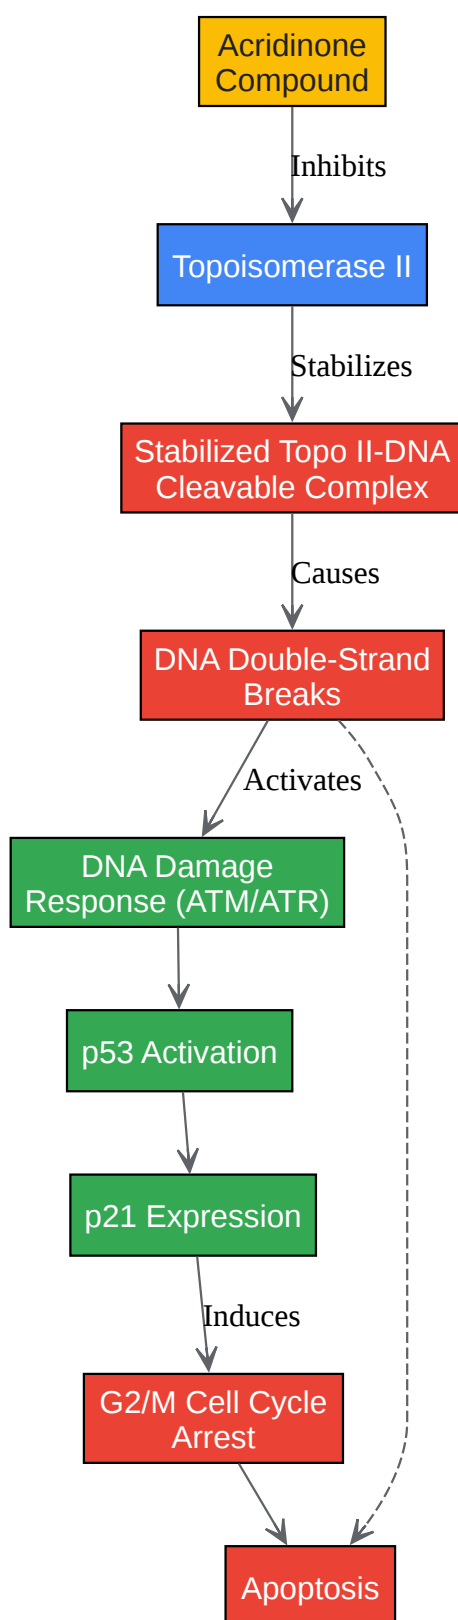 Acridinone
Compound
Inhibits
Topoisomerase II
Stabilizes
Stabilized Topo II-DNA
Cleavable Complex
Causes
DNA Double-Strand
Breaks
Activates
DNA Damage
Response (ATM/ATR)
p53 Activation
p21 Expression
Induces
G2/M Cell Cycle
Arrest
Apoptosis